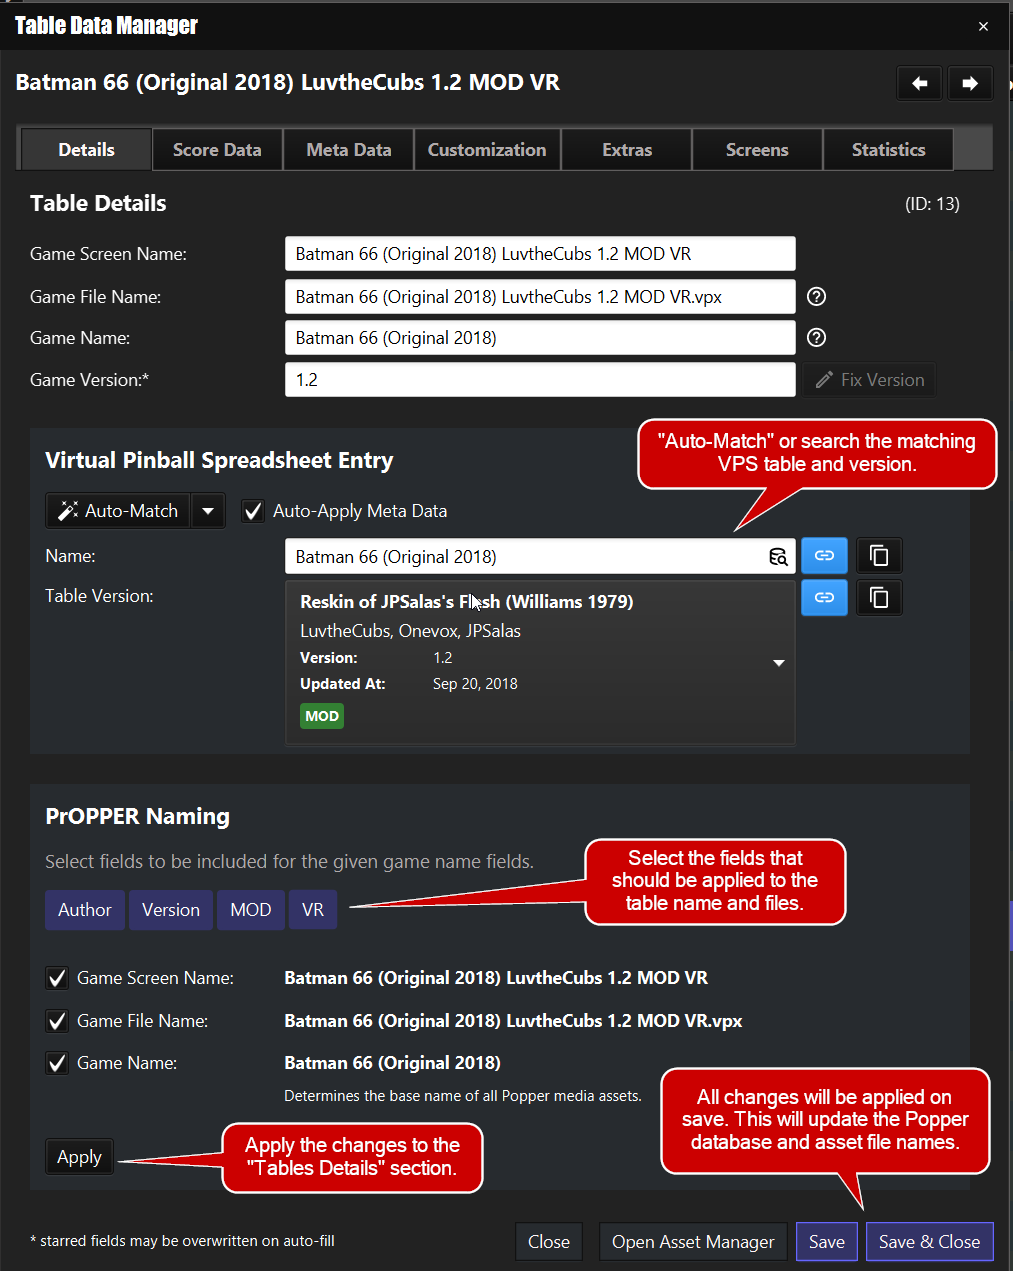 Table Data Manager
Batman 66 (Original 2018) LuvtheCubs 1.2 MOD VR
Details Score Data Meta Data Customization Extras Screens Statistics
Table Details (ID: 13)
Game Screen Name: Batman 66 (Original 2018) LuvtheCubs 1.2 MOD VR
Game File Name: Batman 66 (Original 2018) LuvtheCubs 1.2 MOD VR.vpx
Game Name: Batman 66 (Original 2018)
Game Version:* 1.2 Fix Version
"Auto-Match" or search the matching
VPS table and version.
Virtual Pinball Spreadsheet Entry
Auto-Match Auto-Apply Meta Data
Name: Batman 66 (Original 2018)
Table Version: Reskin of JPSalas's Flesh (Williams 1979)
LuvtheCubs, Onevox, JPSalas
Version: 1.2
Updated At: Sep 20, 2018
MOD
PrOPPER Naming
Select fields to be included for the given game name fields.
Select the fields that
should be applied to the
table name and files.
Author Version MOD VR
Game Screen Name: Batman 66 (Original 2018) LuvtheCubs 1.2 MOD VR
Game File Name: Batman 66 (Original 2018) LuvtheCubs 1.2 MOD VR.vpx
Game Name: Batman 66 (Original 2018)
Determines the base name of all Popper media assets.
All changes will be applied on
save. This will update the Popper
database and asset file names.
Apply
Apply the changes to the
"Tables Details" section.
* starred fields may be overwritten on auto-fill
Close Open Asset Manager Save Save & Close